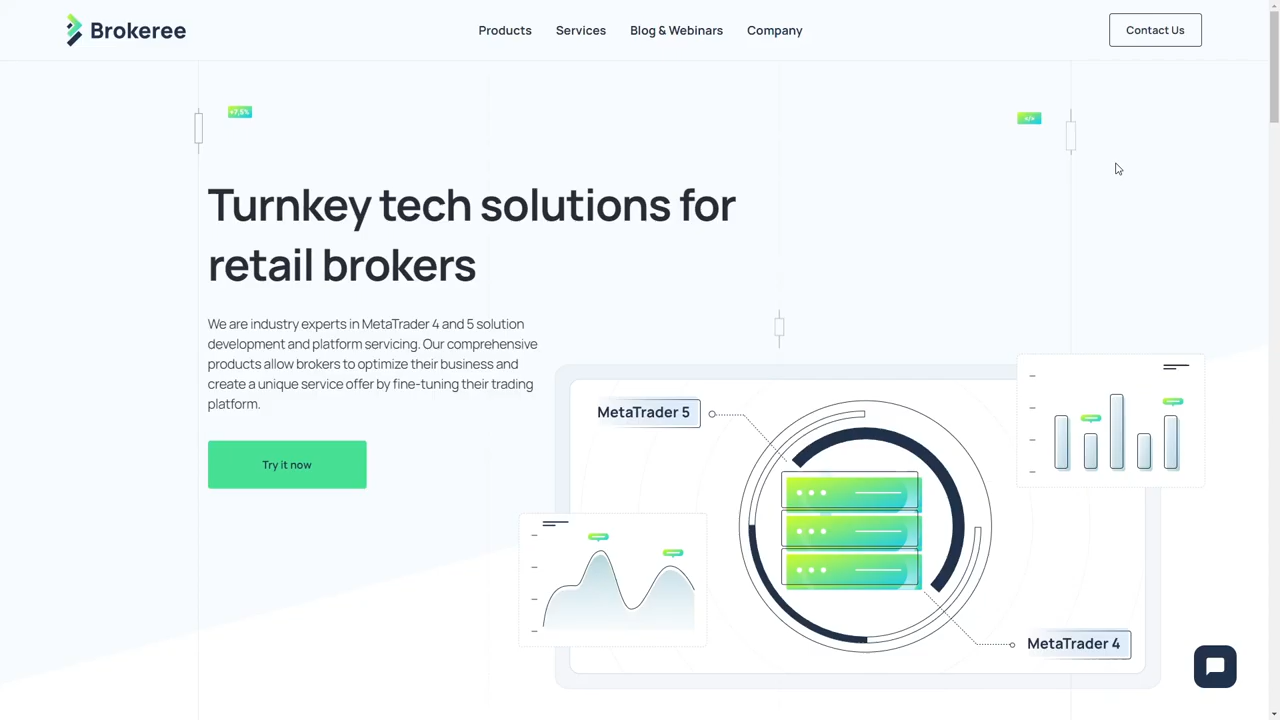 Brokeree
Products
Services
Blog & Webinars
Company
Contact Us
+7,5%
</>
Turnkey tech solutions for
retail brokers
We are industry experts in MetaTrader 4 and 5 solution
development and platform servicing. Our comprehensive
products allow brokers to optimize their business and
create a unique service offer by fine-tuning their trading
platform.
Try it now
MetaTrader 5
MetaTrader 4